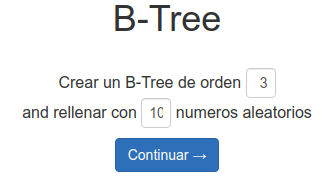 B-Tree
Crear un B-Tree de orden 3
and rellenar con 10 numeros aleatorios
Continuar →